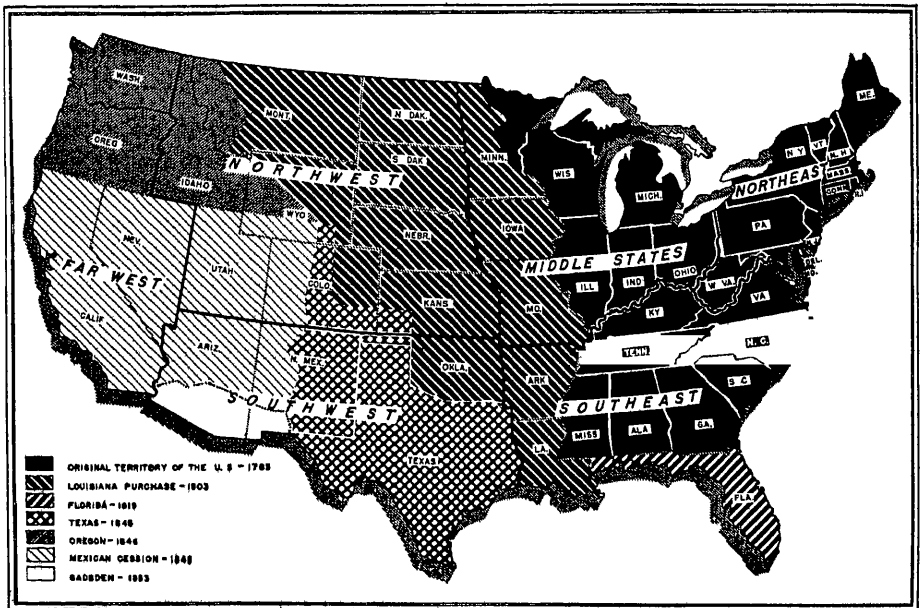 WASH.
MONT.
N DAK.
ME.
OREG
S DAK
MINN.
WIS
N Y
VT
N. H
NORTHWEST
IDAHO
MICH.
NORTHEAS
MASS
CONN.
R.I.
WYO
NEBR.
IOWA
PA
NEV.
UTAH
FAR WEST
COLO.
MIDDLE STATES
ILL
IND
OHIO
W VA.
DEL.
CALIF
KANS
MO.
KY
VA
ARIZ.
N. MEX.
OKLA.
ARK
TENN.
N. C.
S C
SOUTHWEST
SOUTHEAST
MISS
ALA
GA.
TEXAS
LA.
FLA.
ORIGINAL TERRITORY OF THE U. S – 1783
LOUISIANA PURCHASE – 1803
FLORIDA – 1819
TEXAS – 1845
OREGON – 1846
MEXICAN CESSION – 1848
GADSDEN – 1853